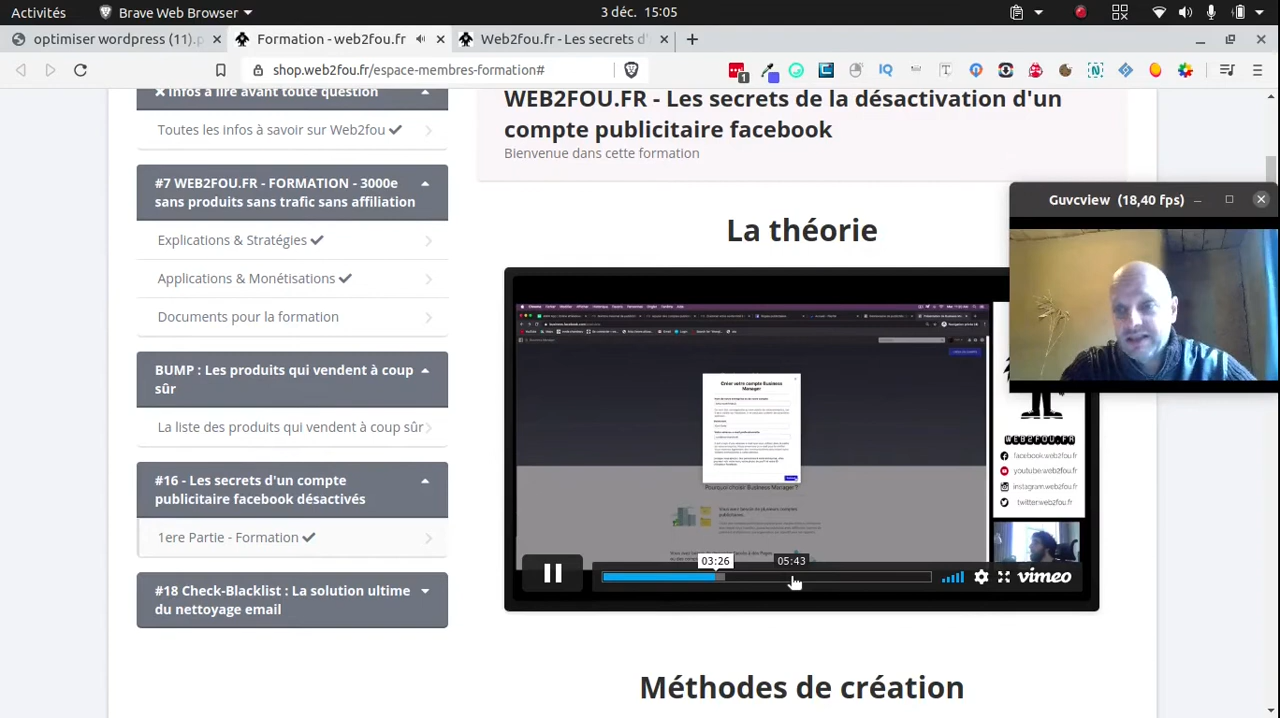 Activités
Brave Web Browser
3 déc. 15:05
optimiser wordpress (11).p
Formation - web2fou.fr
Web2fou.fr - Les secrets d'
shop.web2fou.fr/espace-membres-formation#
1
Infos à lire avant toute question
Toutes les infos à savoir sur Web2fou
#7 WEB2FOU.FR - FORMATION - 3000e
sans produits sans trafic sans affiliation
Explications & Stratégies
Applications & Monétisations
Documents sur la formation
BUMP : Les produits qui vendent à coup
sûr
La liste des produits qui vendent à coup sûr
#16 - Les secrets d'un compte
publicitaire facebook désactivés
1ere Partie - Formation
#18 Check-Blacklist : La solution ultime
du nettoyage email
WEB2FOU.FR - Les secrets de la désactivation d'un
compte publicitaire facebook
Bienvenue dans cette formation
La théorie
Guvcview (18,40 fps)
Créer votre compte Business
Manager
Pourquoi choisir Business Manager ?
WEB2FOU.FR
facebook.web2fou.fr
youtube.web2fou.fr
instagram.web2fou.fr
twitter.web2fou.fr
03:26
05:43
vimeo
Méthodes de création